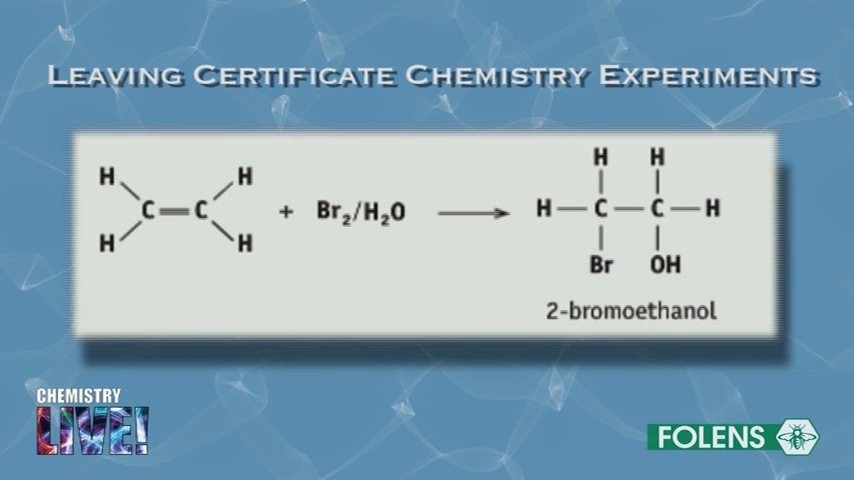 LEAVING CERTIFICATE CHEMISTRY EXPERIMENTS
H H H H
C=C + Br₂/H₂O ⟶ H—C—C—H
H H Br OH
2-bromoethanol
CHEMISTRY
LIVE!
FOLENS